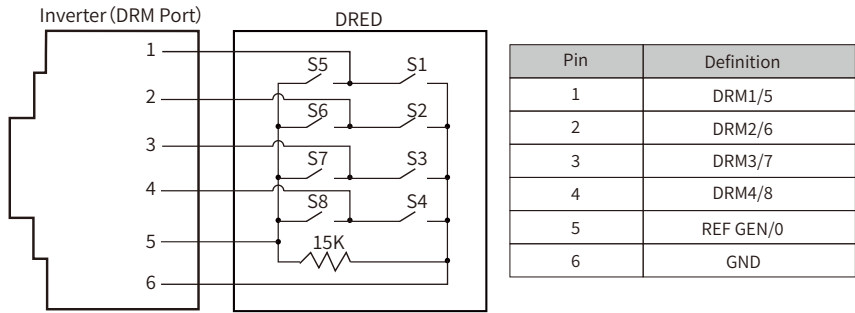 Inverter (DRM Port)
DRED
1
2
3
4
5
6
S5
S1
S6
S2
S7
S3
S8
S4
15K
Pin Definition
1 DRM1/5
2 DRM2/6
3 DRM3/7
4 DRM4/8
5 REF GEN/0
6 GND